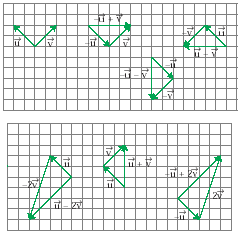 -u⃗ + v⃗
u⃗ v⃗
-u⃗ v⃗
-v⃗ u⃗
u⃗ - v⃗
-u⃗
-u⃗ - v⃗
-v⃗
-2v⃗ u⃗
u⃗ - 2v⃗
v⃗ u⃗ + v⃗
u⃗
-u⃗ + 2v⃗
2v⃗
-u⃗